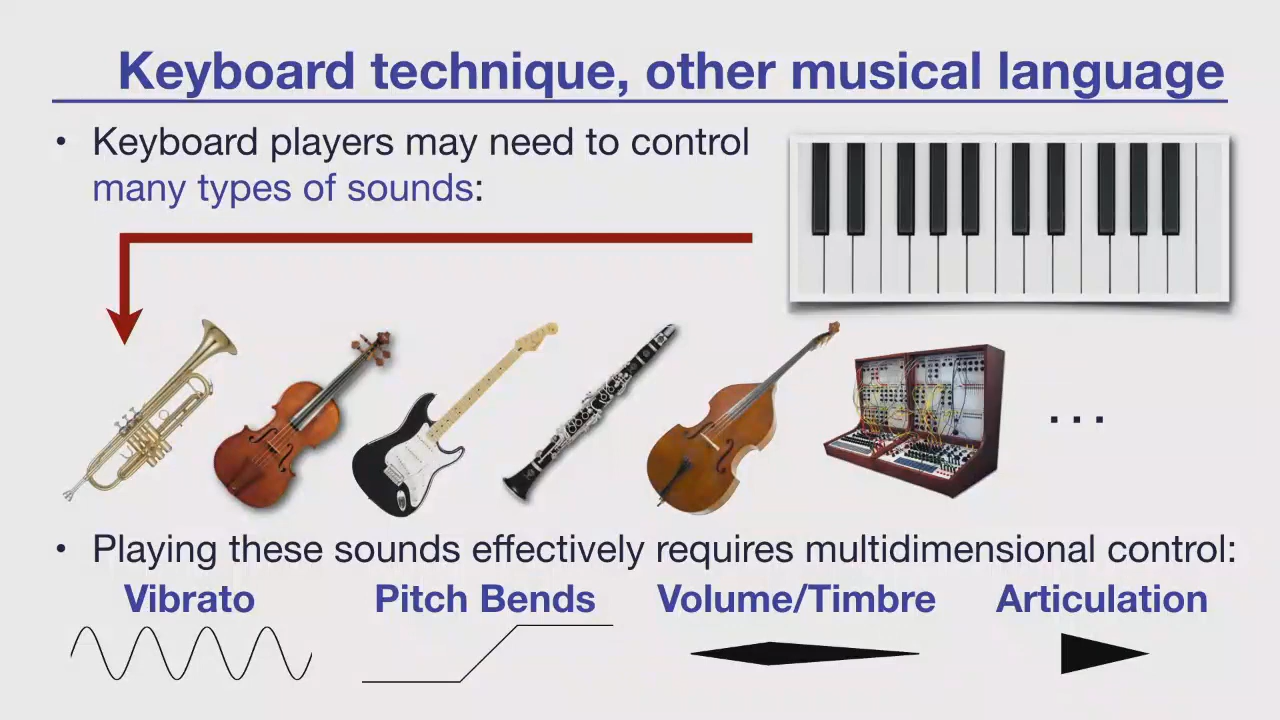 Keyboard technique, other musical language
• Keyboard players may need to control
many types of sounds:
...
• Playing these sounds effectively requires multidimensional control:
Vibrato Pitch Bends Volume/Timbre Articulation